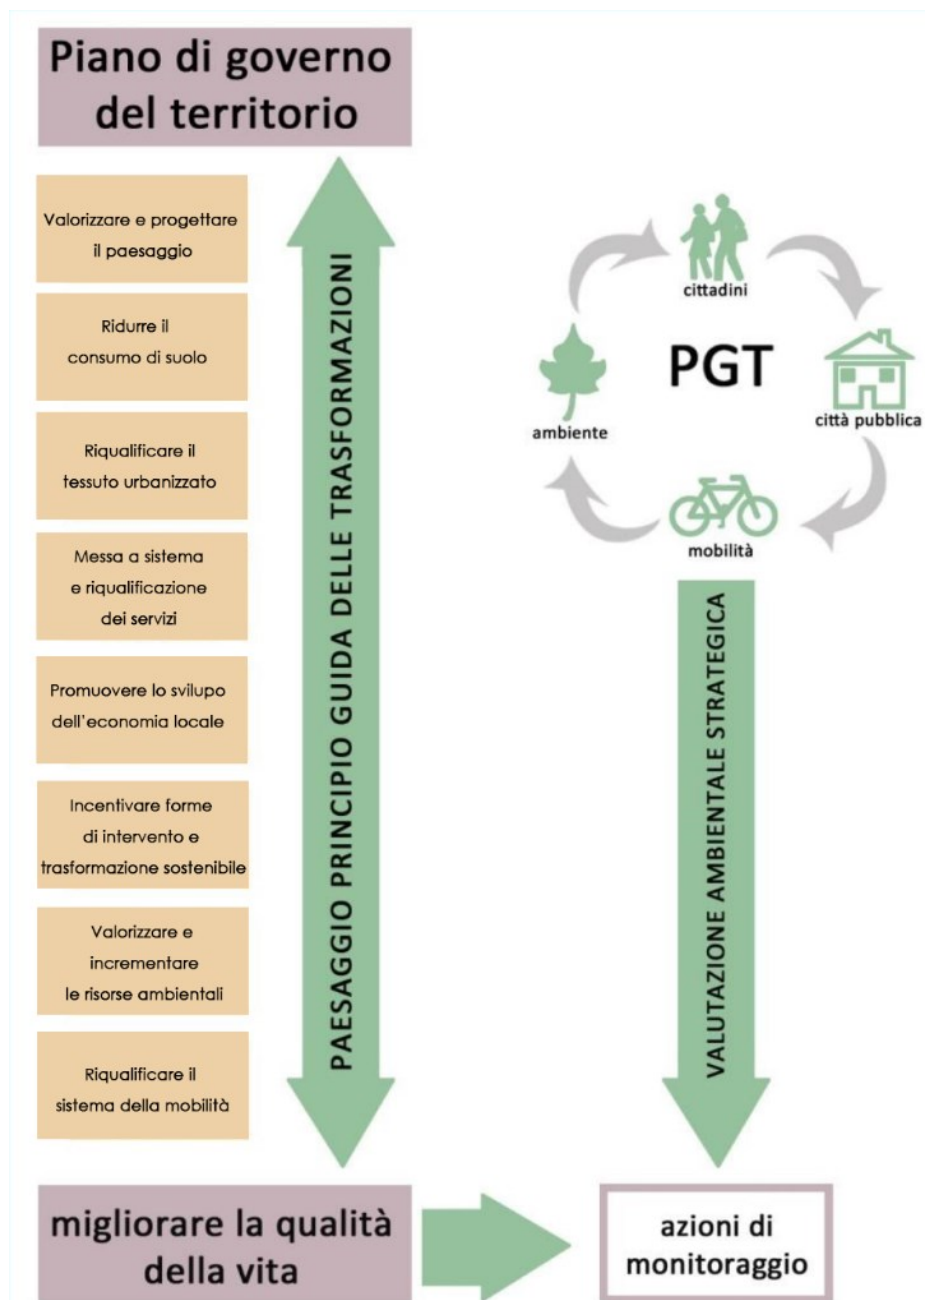 Piano di governo
del territorio
Valorizzare e progettare
il paesaggio
Ridurre il
consumo di suolo
Riqualificare il
tessuto urbanizzato
Messa a sistema
e riqualificazione
dei servizi
Promuovere lo svilupo
dell'economia locale
Incentivare forme
di intervento e
trasformazione sostenibile
Valorizzare e
incrementare
le risorse ambientali
Riqualificare il
sistema della mobilità
PAESAGGIO PRINCIPIO GUIDA DELLE TRASFORMAZIONI
cittadini
PGT
ambiente
città pubblica
mobilità
VALUTAZIONE AMBIENTALE STRATEGICA
migliorare la qualità
della vita
azioni di
monitoraggio